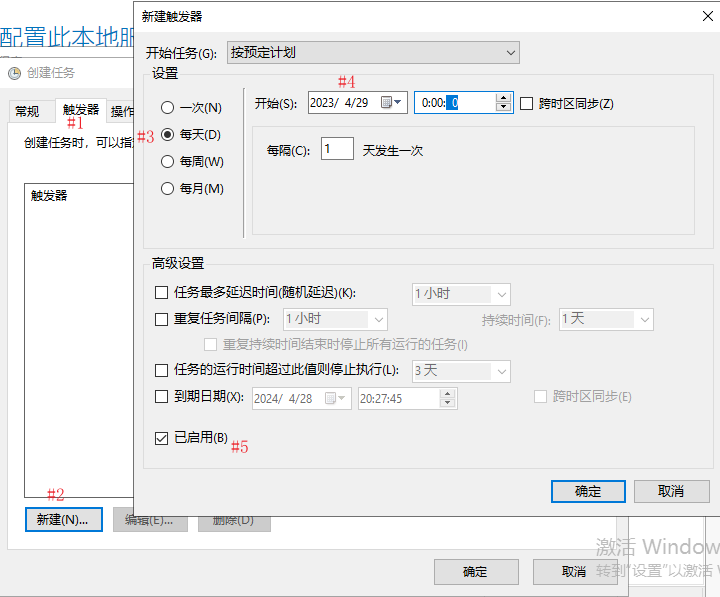 配置此本地服
创建任务
常规 触发器 操作
#1
创建任务时，可以指
触发器
#2
新建(N)... 编辑(E)... 删除(D)
确定 取消
新建触发器
开始任务(G): 按预定计划
设置
#3
一次(N)
每天(D)
每周(W)
每月(M)
#4
开始(S): 2023/ 4/29 0:00: 0 跨时区同步(Z)
每隔(C): 1 天发生一次
高级设置
任务最多延迟时间(随机延迟)(K): 1 小时
重复任务间隔(P): 1 小时 持续时间(F): 1 天
重复持续时间结束时停止所有运行的任务(I)
任务的运行时间超过此值则停止执行(L): 3 天
到期日期(X): 2024/ 4/28 20:27:45 跨时区同步(E)
已启用(B)
#5
确定 取消
激活 Window
转到"设置"以激活